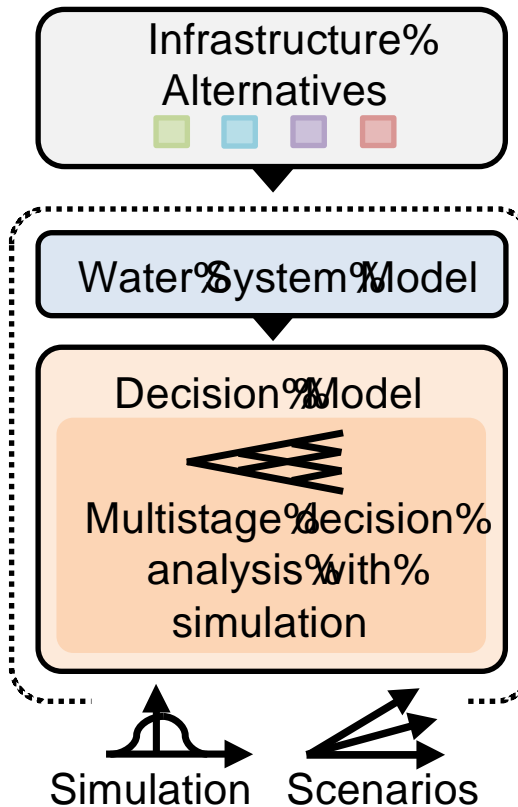 Infrastructure%
Alternatives
Water%System%Model
Decision%Model
Multistage%decision%
analysis%with%
simulation
Simulation
Scenarios